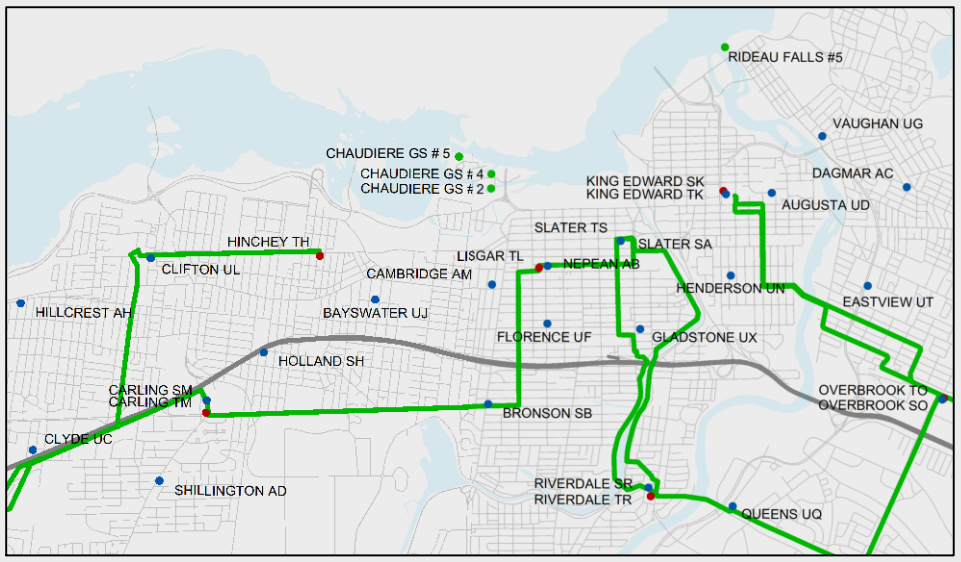 RIDEAU FALLS #5
VAUGHAN UG
CHAUDIERE GS # 5
CHAUDIERE GS # 4
DAGMAR AC
KING EDWARD SK
CHAUDIERE GS # 2
KING EDWARD TK
AUGUSTA UD
SLATER TS
HINCHEY TH
SLATER SA
LISGAR TL
NEPEAN AB
CLIFTON UL
CAMBRIDGE AM
HENDERSON UN
EASTVIEW UT
HILLCREST AH
BAYSWATER UJ
FLORENCE UF
GLADSTONE UX
HOLLAND SH
CARLING SM
OVERBROOK TO
CARLING TM
OVERBROOK SO
BRONSON SB
CLYDE UC
RIVERDALE SR
SHILLINGTON AD
RIVERDALE TR
QUEENS UQ